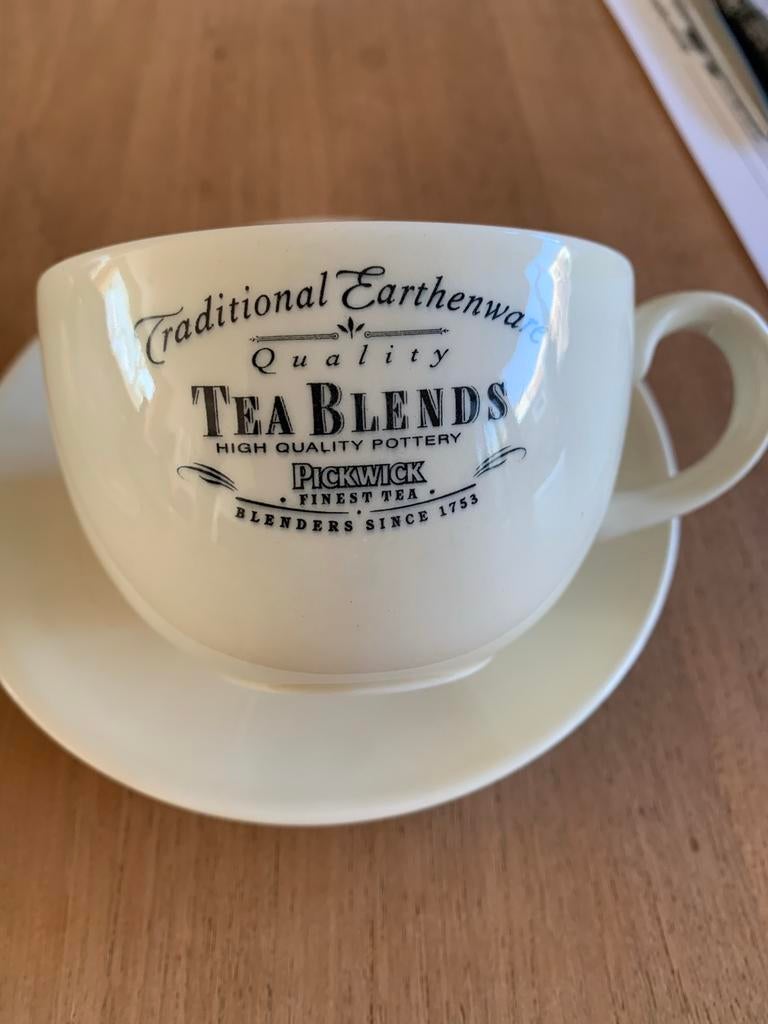 Traditional Earthenware
Quality
TEA BLENDS
HIGH QUALITY POTTERY
PICKWICK
• FINEST TEA •
BLENDERS SINCE 1753